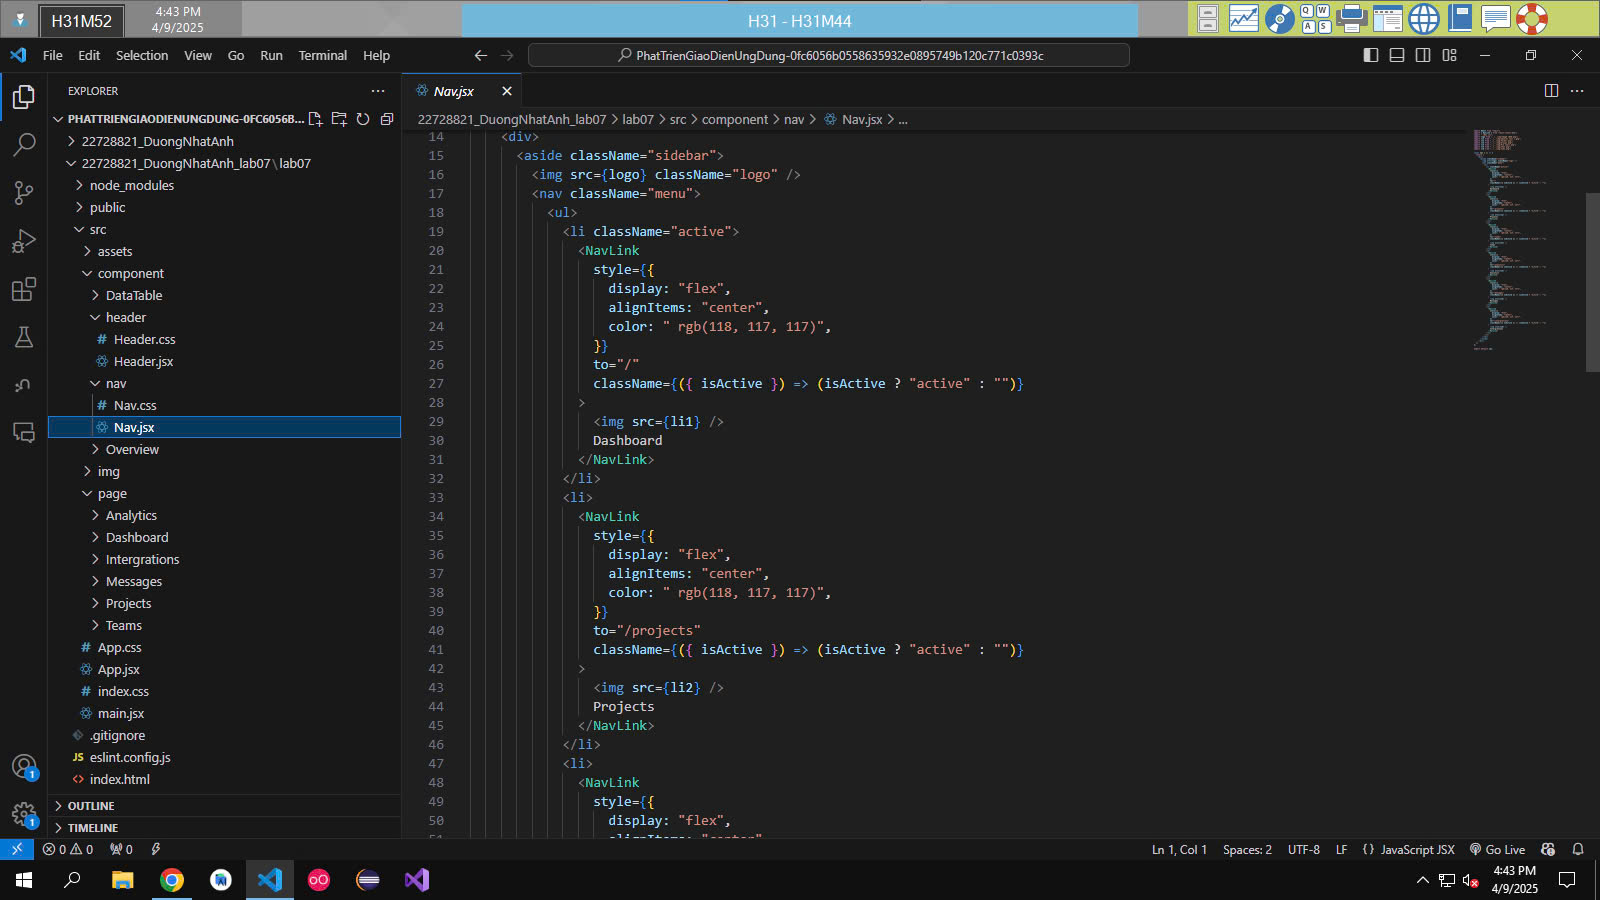 H31M52
4:43 PM
4/9/2025
H31 - H31M44
Q W
A S
File Edit Selection View Go Run Terminal Help
PhatTrienGiaoDienUngDung-0fc6056b0558635932e0895749b120c771c0393c
EXPLORER
PHATTRIENGIAODIENUNGDUNG-0FC6056B...
22728821_DuongNhatAnh
22728821_DuongNhatAnh_lab07 \ lab07
node_modules
public
src
assets
component
DataTable
header
# Header.css
Header.jsx
nav
# Nav.css
Nav.jsx
Overview
img
page
Analytics
Dashboard
Intergrations
Messages
Projects
Teams
# App.css
App.jsx
# index.css
main.jsx
.gitignore
JS eslint.config.js
<> index.html
OUTLINE
TIMELINE
1
1
Nav.jsx
22728821_DuongNhatAnh_lab07 > lab07 > src > component > nav > Nav.jsx > ...
14 <div>
15 <aside className="sidebar">
16 <img src={logo} className="logo" />
17 <nav className="menu">
18 <ul>
19 <li className="active">
20 <NavLink
21 style={{
22 display: "flex",
23 alignItems: "center",
24 color: " rgb(118, 117, 117)",
25 }}
26 to="/"
27 className={({ isActive }) => (isActive ? "active" : "")}
28 >
29 <img src={li1} />
30 Dashboard
31 </NavLink>
32 </li>
33 <li>
34 <NavLink
35 style={{
36 display: "flex",
37 alignItems: "center",
38 color: " rgb(118, 117, 117)",
39 }}
40 to="/projects"
41 className={({ isActive }) => (isActive ? "active" : "")}
42 >
43 <img src={li2} />
44 Projects
45 </NavLink>
46 </li>
47 <li>
48 <NavLink
49 style={{
50 display: "flex",
51 alignItems: "center"
0 0 0
Ln 1, Col 1 Spaces: 2 UTF-8 LF {} JavaScript JSX Go Live
4:43 PM
4/9/2025